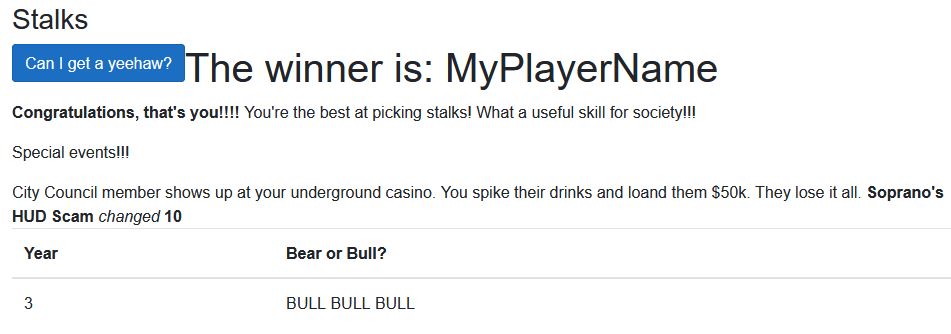 Stalks
Can I get a yeehaw? The winner is: MyPlayerName
Congratulations, that's you!!!! You're the best at picking stalks! What a useful skill for society!!!
Special events!!!
City Council member shows up at your underground casino. You spike their drinks and loand them $50k. They lose it all. Soprano's
HUD Scam changed 10
Year Bear or Bull?
3 BULL BULL BULL